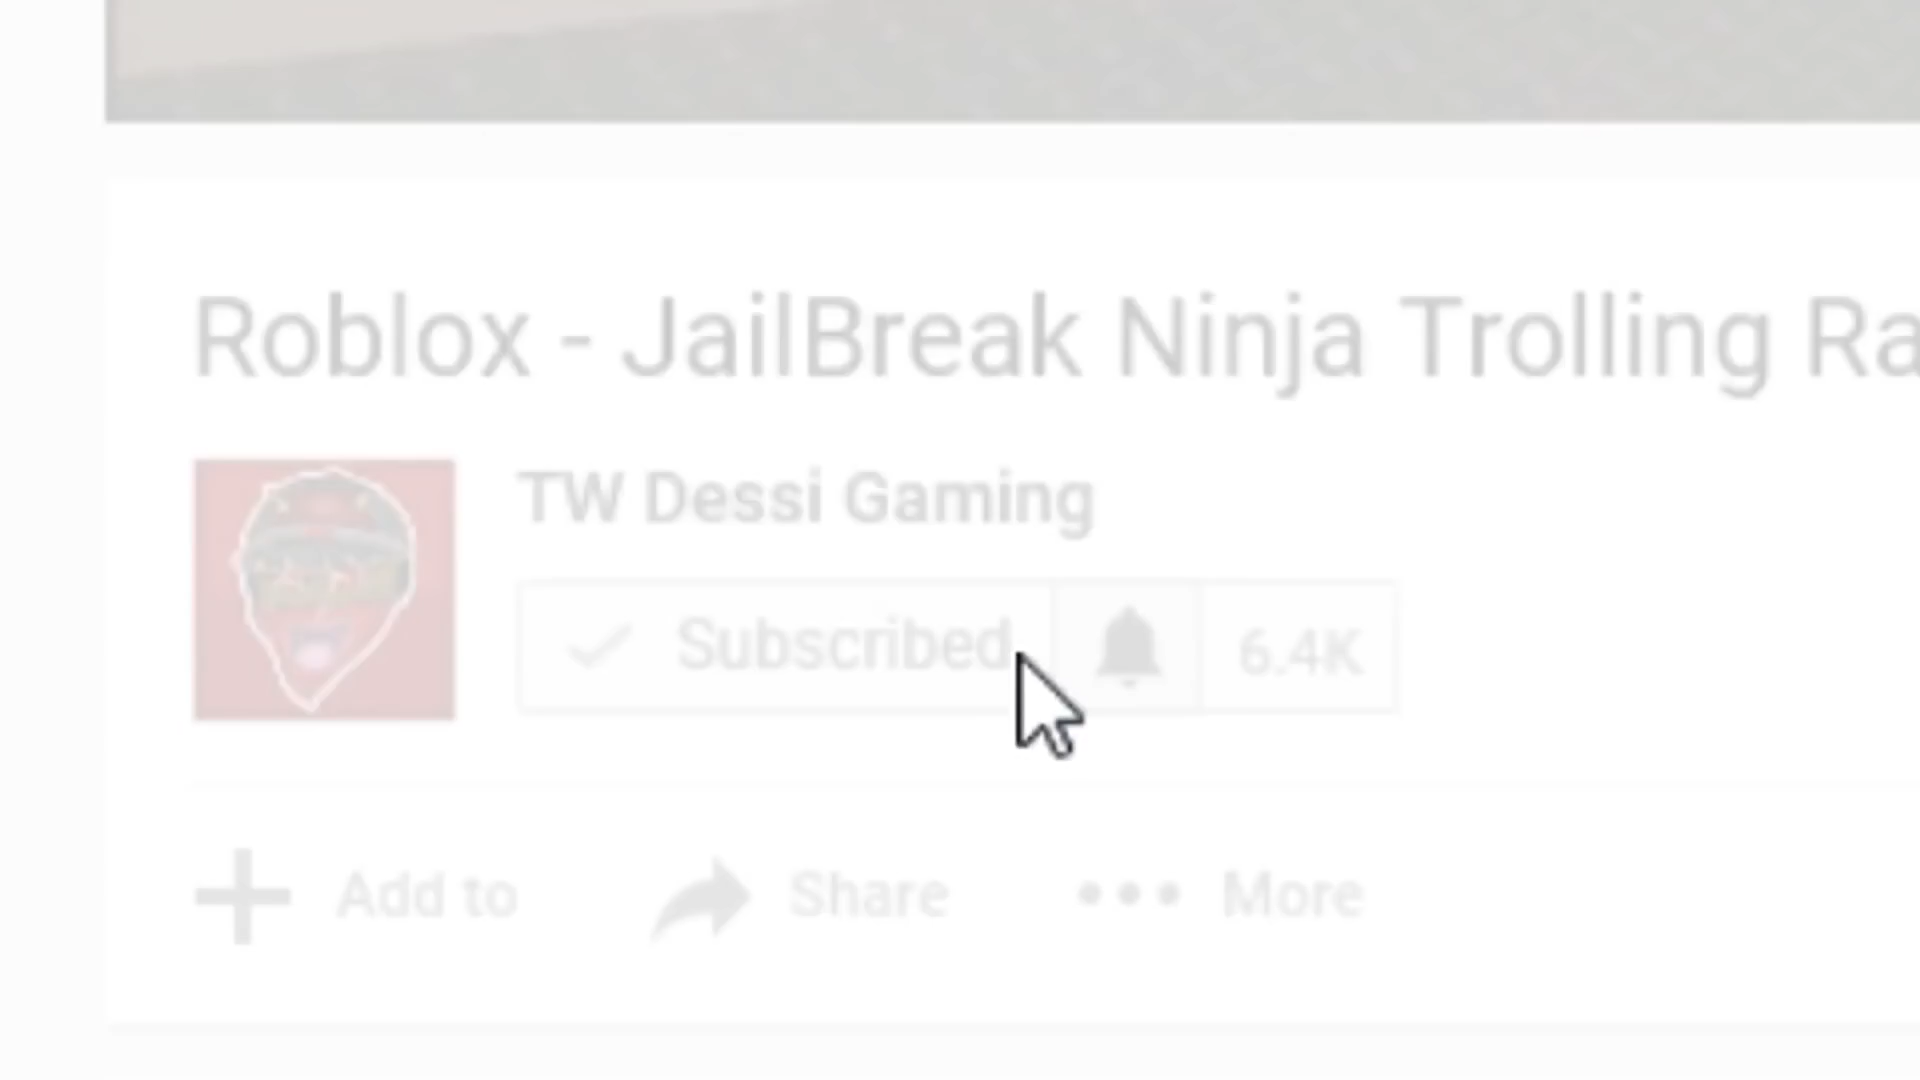 Roblox - JailBreak Ninja Trolling Ra
TW Dessi Gaming
Subscribed 6.4K
Add to Share More